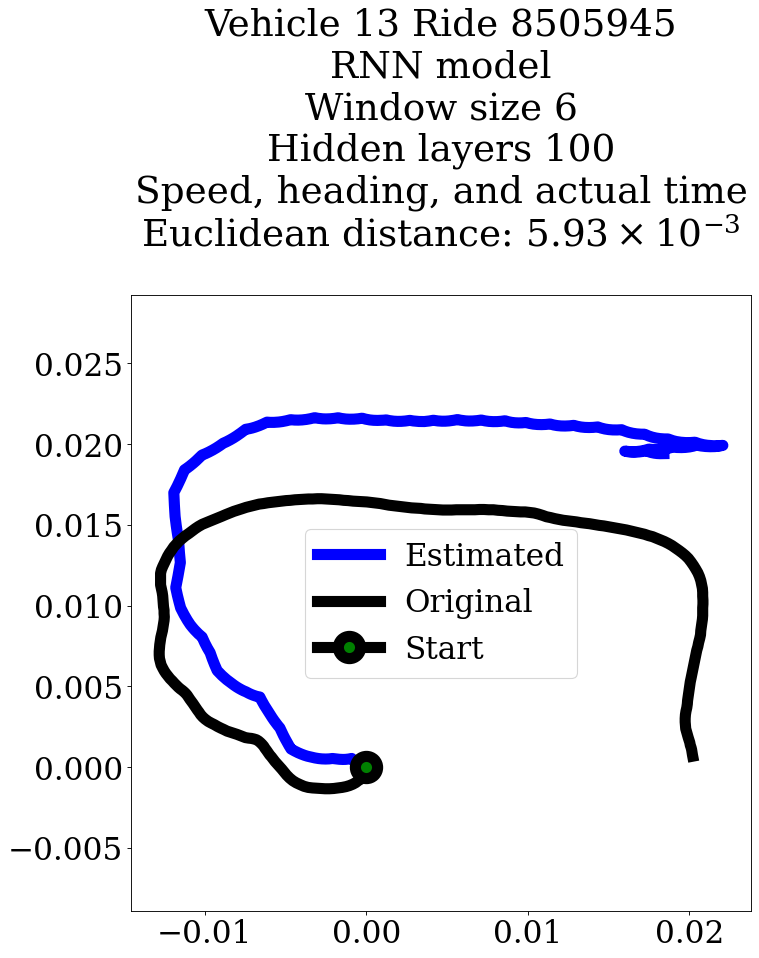 Vehicle 13 Ride 8505945
RNN model
Window size 6
Hidden layers 100
Speed, heading, and actual time
Euclidean distance: 5.93 × 10⁻³
0.025
0.020
0.015
0.010
0.005
0.000
−0.005
Estimated
Original
Start
−0.01 0.00 0.01 0.02